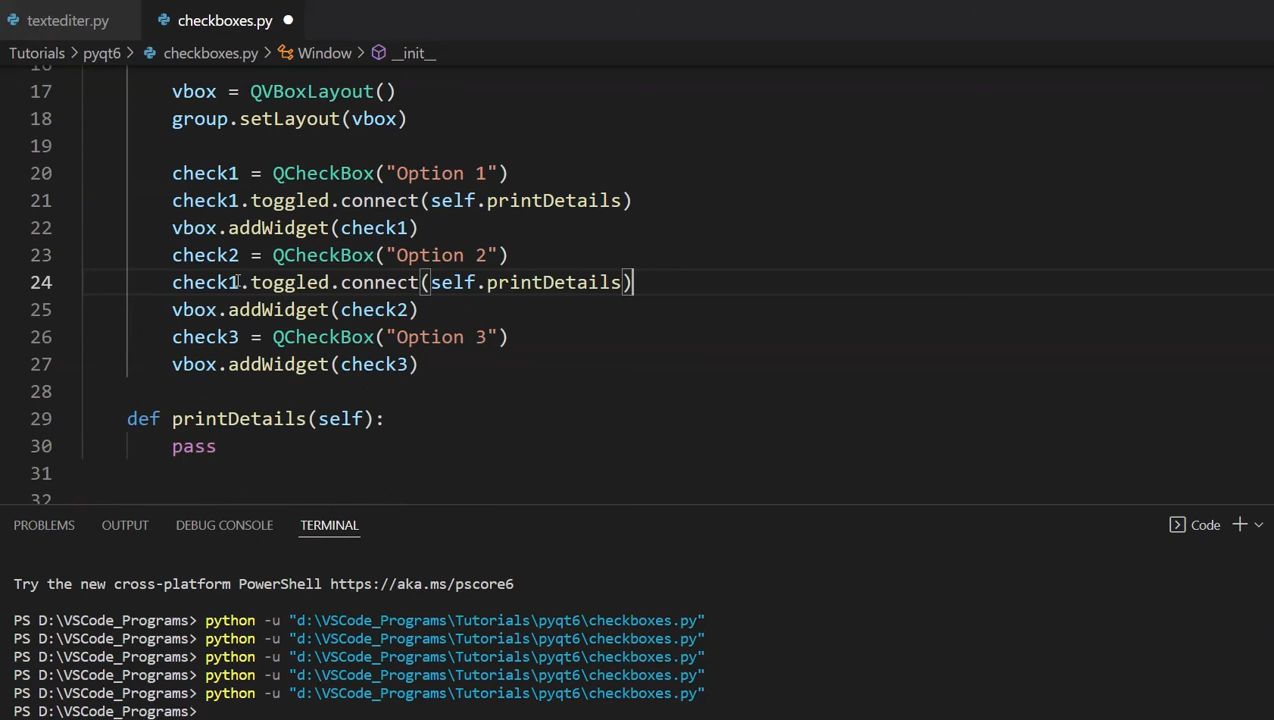 textediter.py checkboxes.py
Tutorials > pyqt6 > checkboxes.py > Window > __init__
16
17 vbox = QVBoxLayout()
18 group.setLayout(vbox)
19
20 check1 = QCheckBox("Option 1")
21 check1.toggled.connect(self.printDetails)
22 vbox.addWidget(check1)
23 check2 = QCheckBox("Option 2")
24 check1.toggled.connect(self.printDetails)
25 vbox.addWidget(check2)
26 check3 = QCheckBox("Option 3")
27 vbox.addWidget(check3)
28
29 def printDetails(self):
30 pass
31
32
PROBLEMS OUTPUT DEBUG CONSOLE TERMINAL Code
Try the new cross-platform PowerShell https://aka.ms/pscore6
PS D:\VSCode_Programs> python -u "d:\VSCode_Programs\Tutorials\pyqt6\checkboxes.py"
PS D:\VSCode_Programs> python -u "d:\VSCode_Programs\Tutorials\pyqt6\checkboxes.py"
PS D:\VSCode_Programs> python -u "d:\VSCode_Programs\Tutorials\pyqt6\checkboxes.py"
PS D:\VSCode_Programs> python -u "d:\VSCode_Programs\Tutorials\pyqt6\checkboxes.py"
PS D:\VSCode_Programs> python -u "d:\VSCode_Programs\Tutorials\pyqt6\checkboxes.py"
PS D:\VSCode_Programs>